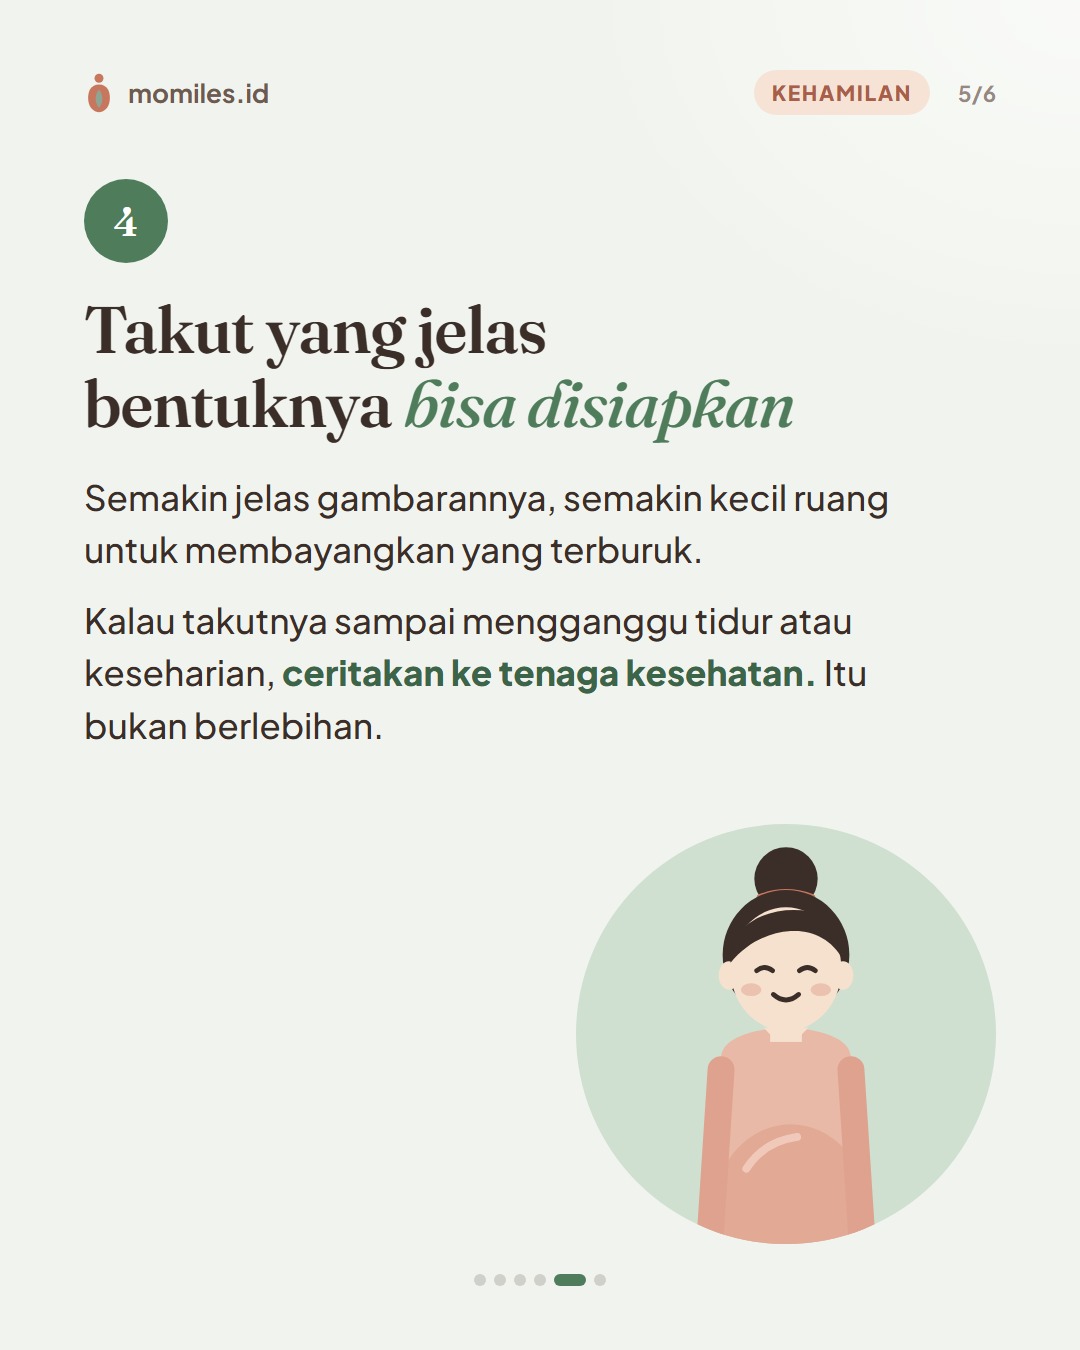 momiles.id
KEHAMILAN
5/6
4
Takut yang jelas
bentuknya bisa disiapkan
Semakin jelas gambarannya, semakin kecil ruang
untuk membayangkan yang terburuk.
Kalau takutnya sampai mengganggu tidur atau
keseharian, ceritakan ke tenaga kesehatan. Itu
bukan berlebihan.